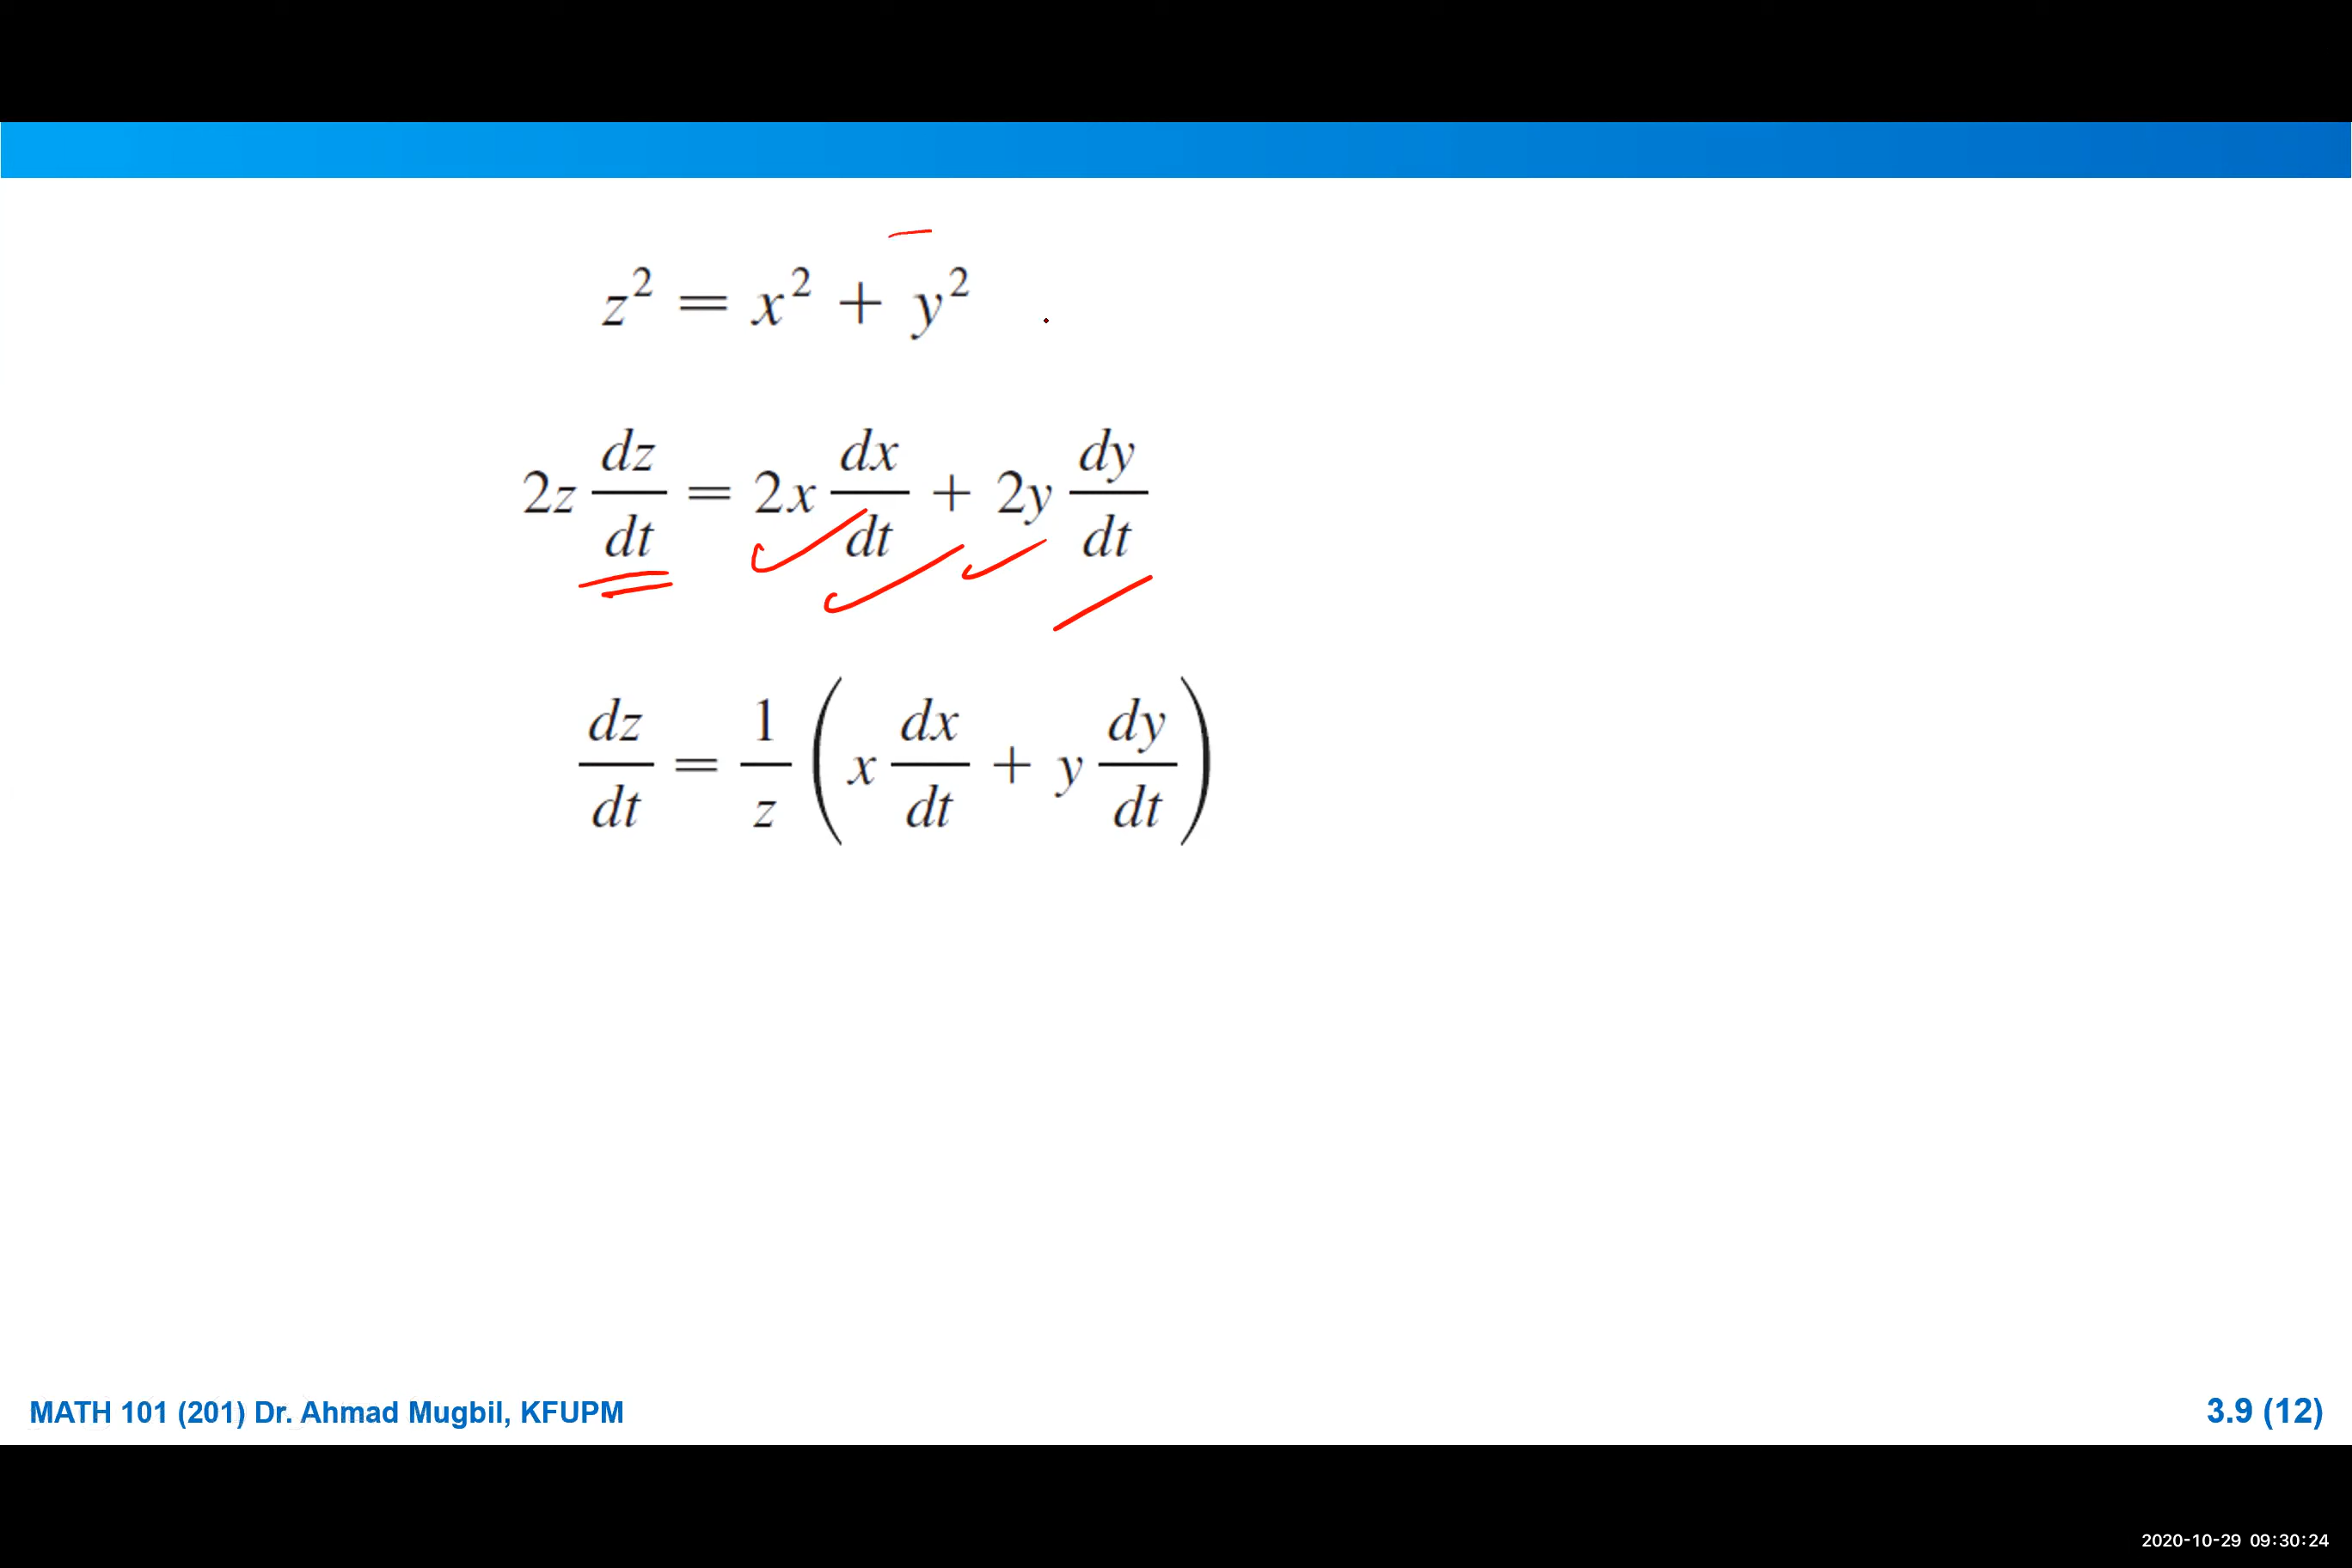 z² = x² + y²
2z dz/dt = 2x dx/dt + 2y dy/dt
dz/dt = 1/z (x dx/dt + y dy/dt)
MATH 101 (201) Dr. Ahmad Mugbil, KFUPM
3.9 (12)
2020-10-29 09:30:24